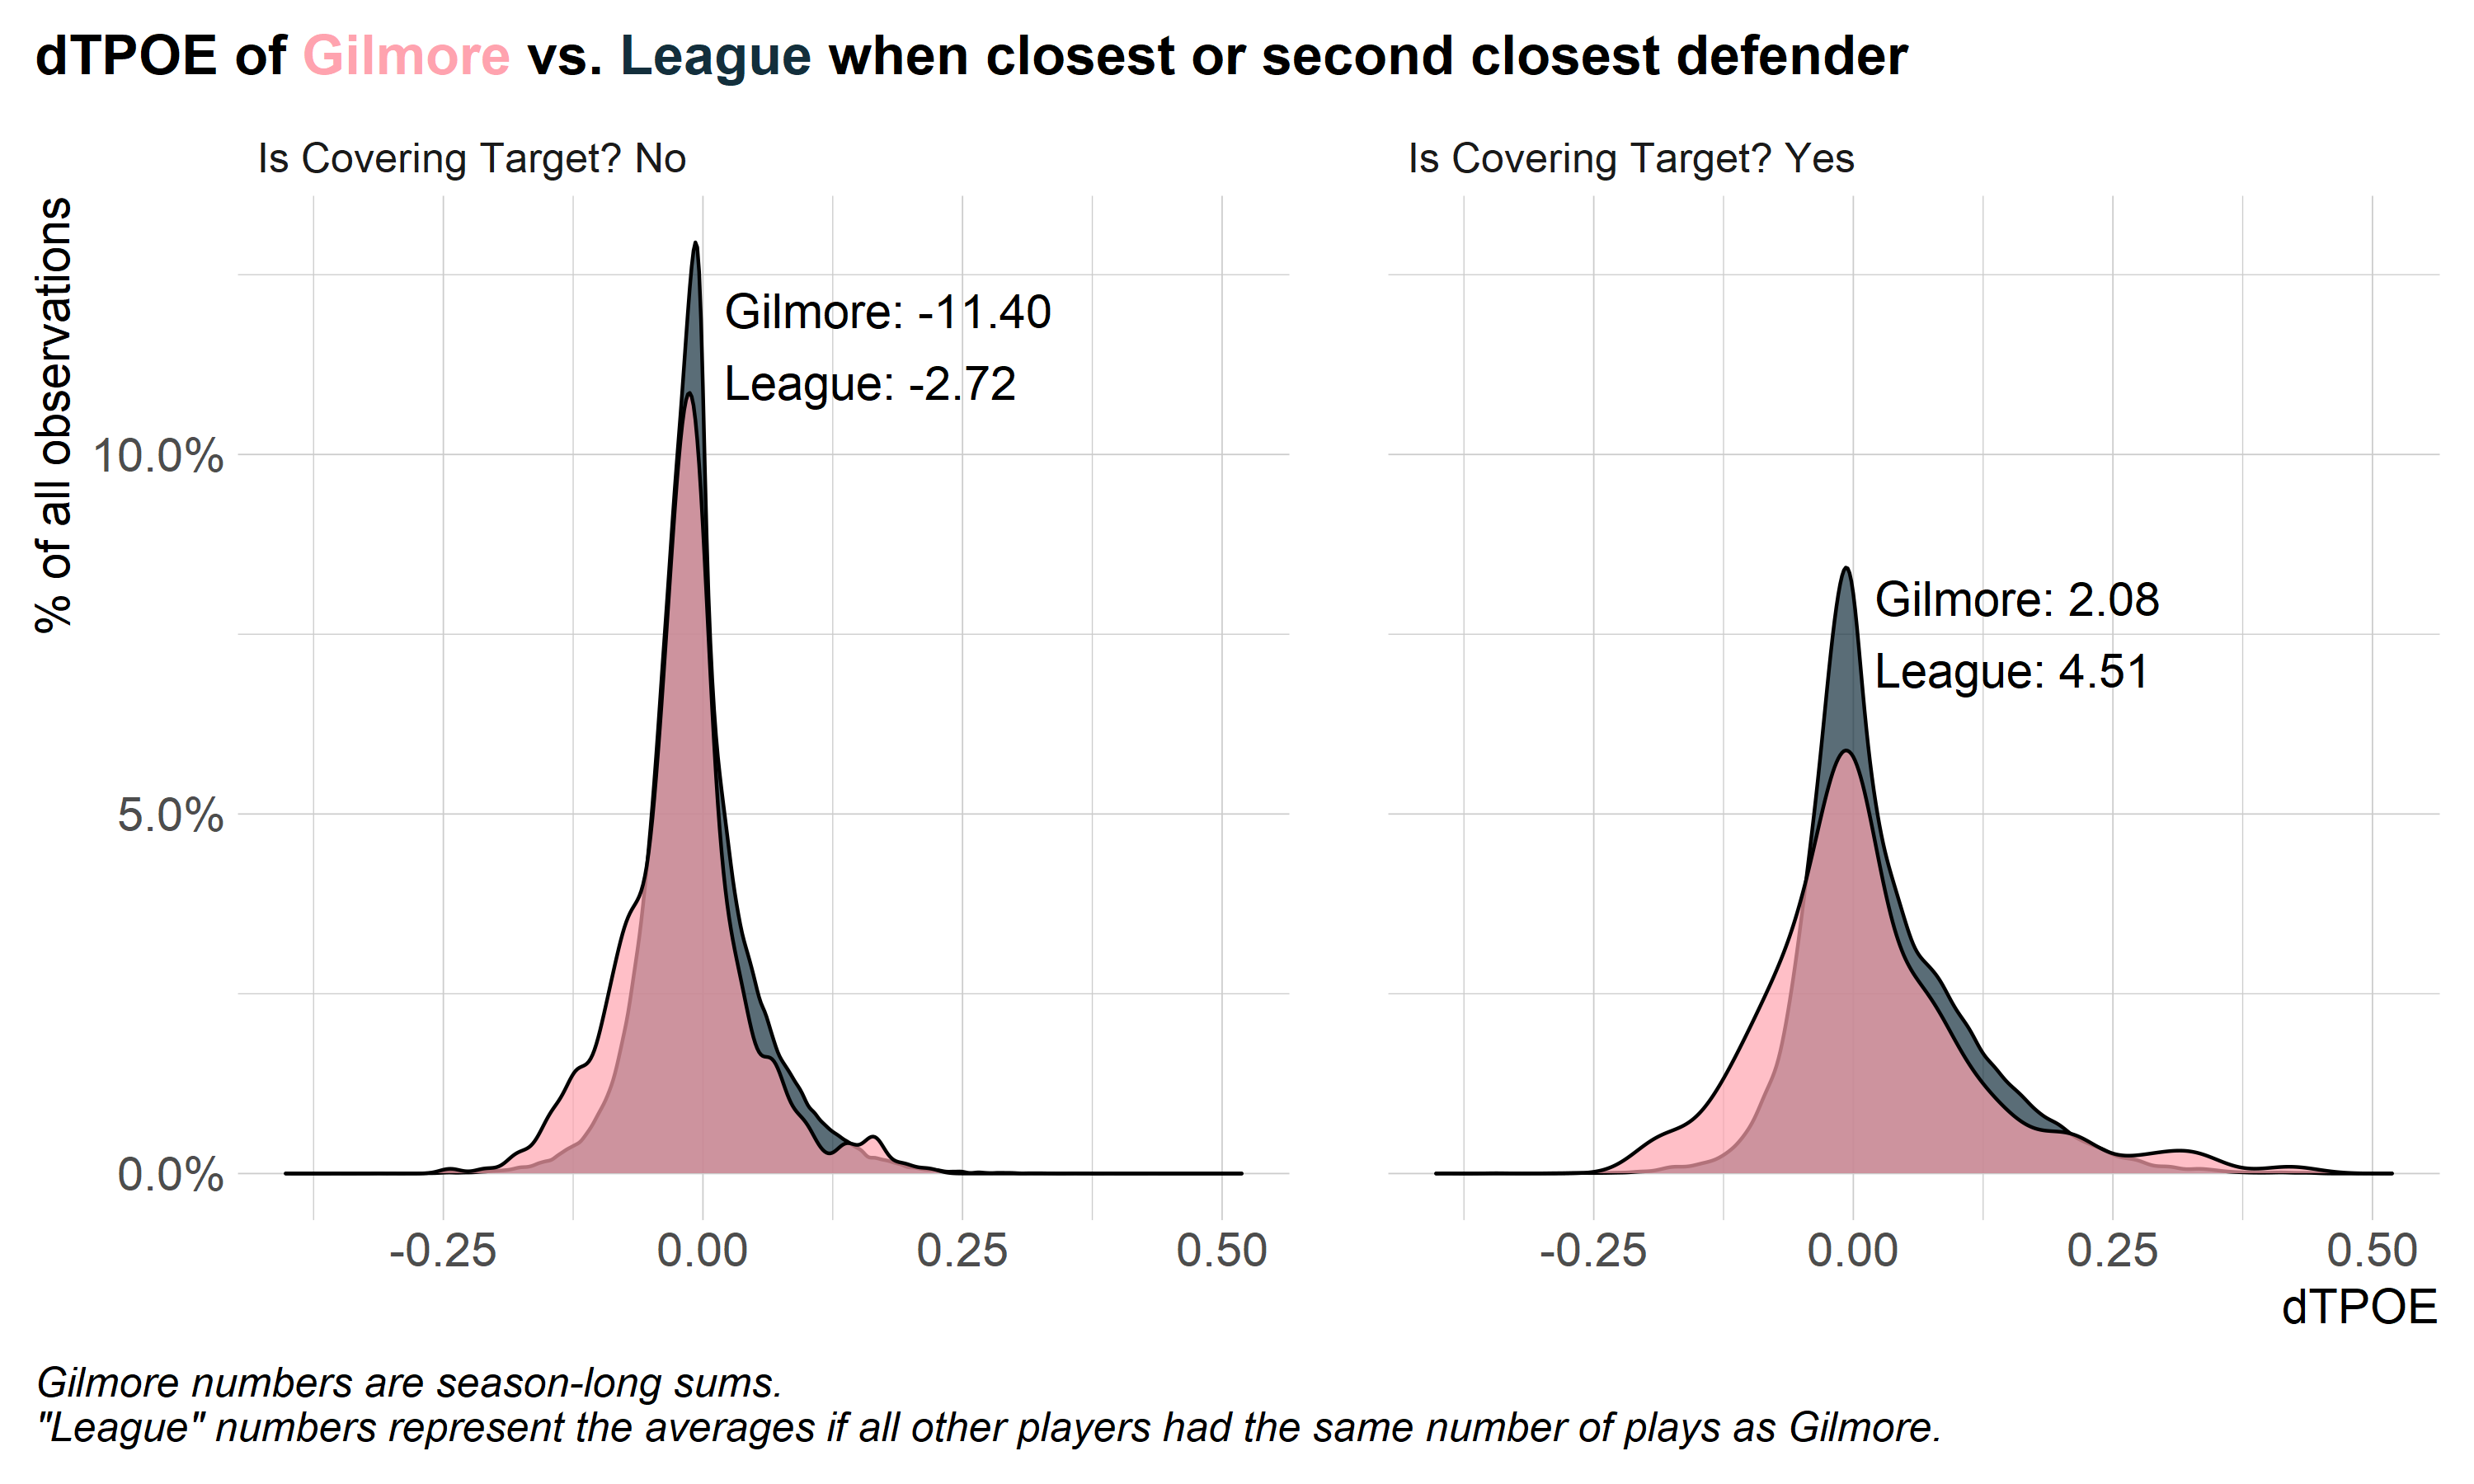 dTPOE of Gilmore vs. League when closest or second closest defender
Is Covering Target? No
Is Covering Target? Yes
% of all observations
10.0%
5.0%
0.0%
Gilmore: -11.40
League: -2.72
Gilmore: 2.08
League: 4.51
-0.25 0.00 0.25 0.50
-0.25 0.00 0.25 0.50
dTPOE
Gilmore numbers are season-long sums.
"League" numbers represent the averages if all other players had the same number of plays as Gilmore.